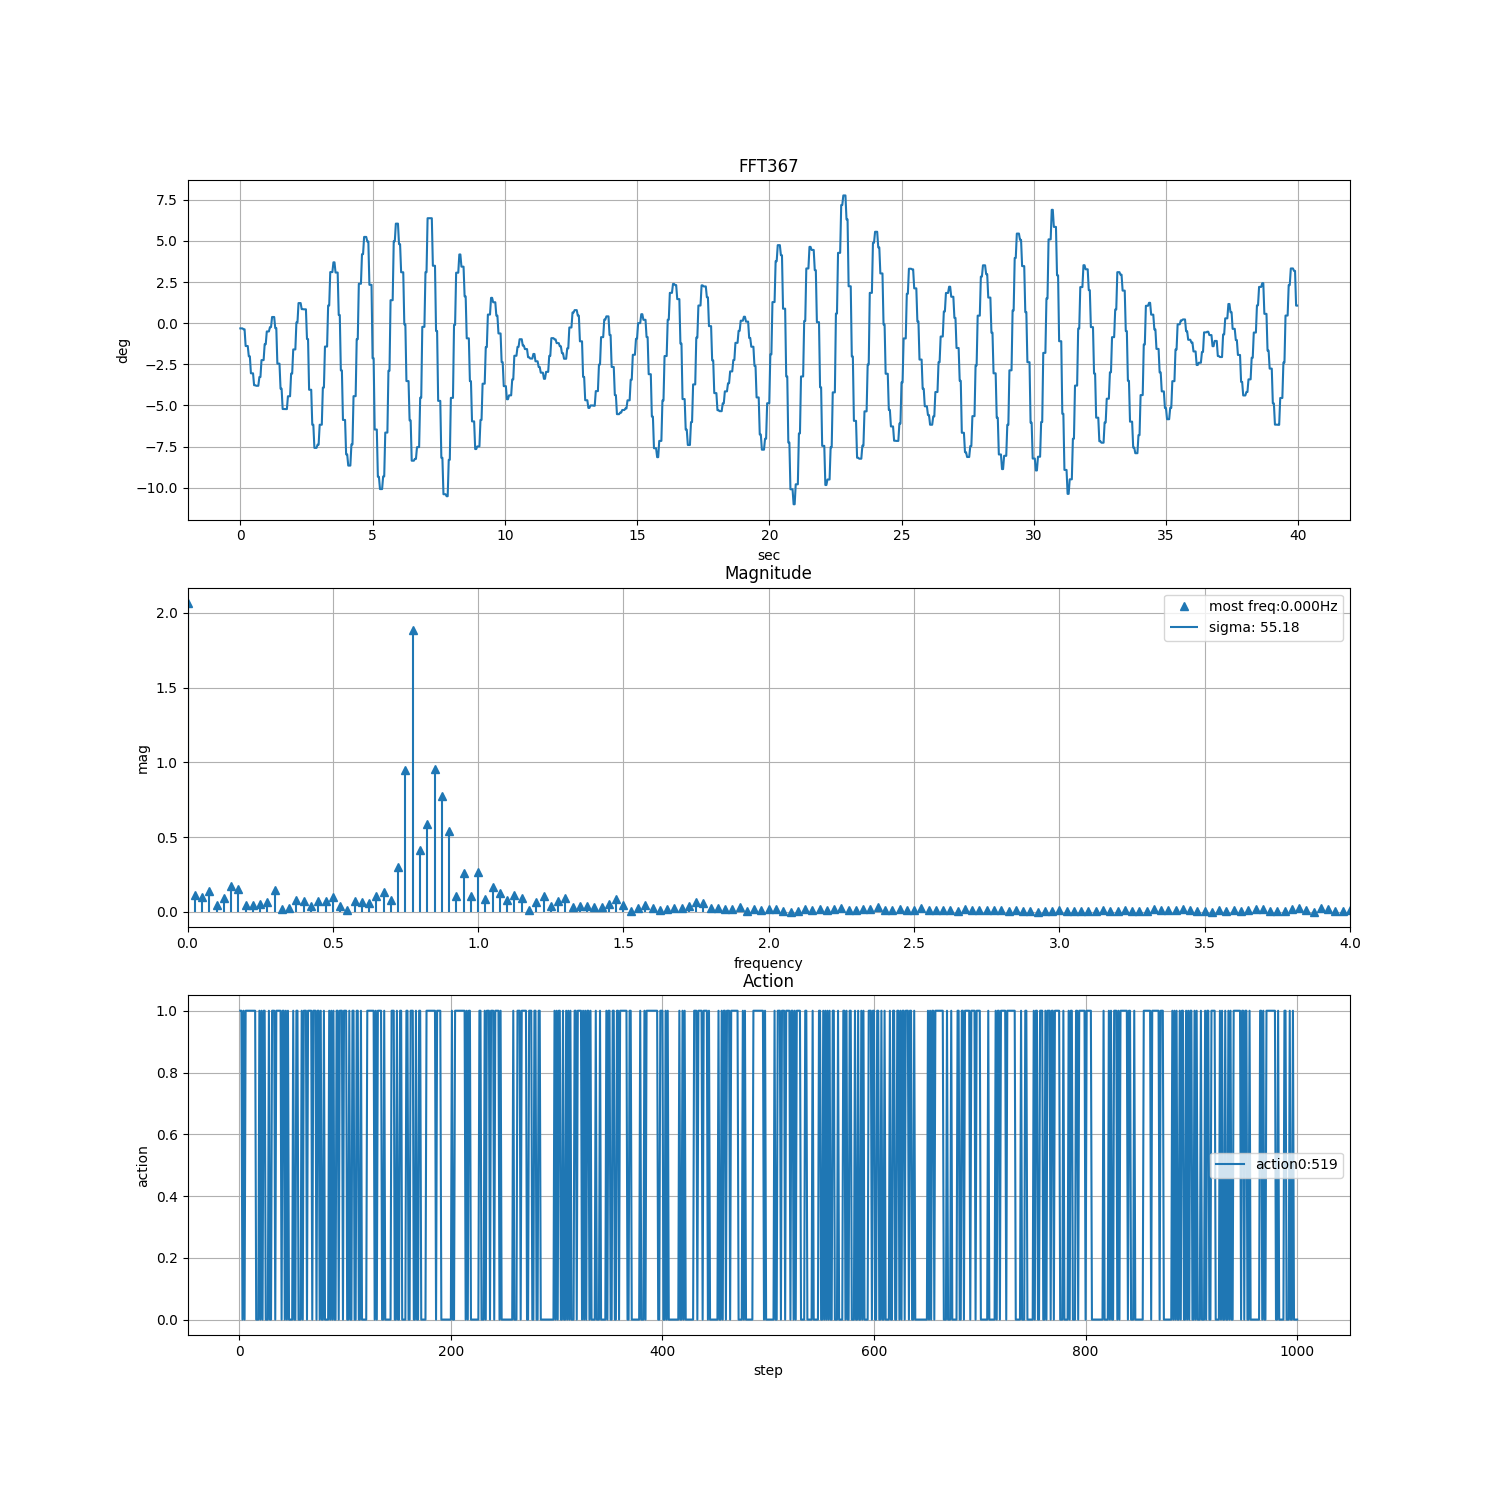 FFT367
7.5
5.0
2.5
0.0
−2.5
−5.0
−7.5
−10.0
deg
0 5 10 15 20 25 30 35 40
sec
Magnitude
most freq:0.000Hz
sigma: 55.18
2.0
1.5
1.0
0.5
0.0
mag
0.0 0.5 1.0 1.5 2.0 2.5 3.0 3.5 4.0
frequency
Action
1.0
0.8
0.6
0.4
0.2
0.0
action
action0:519
0 200 400 600 800 1000
step